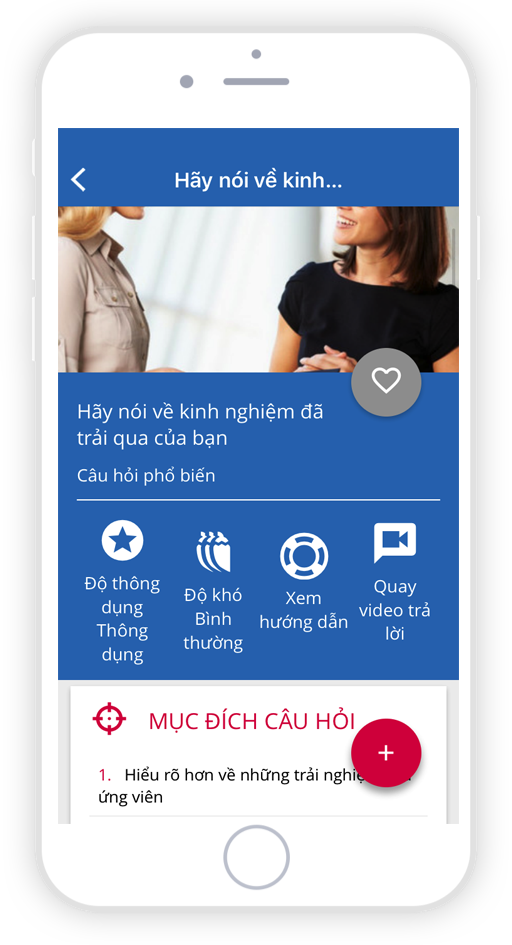 Hãy nói về kinh...
Hãy nói về kinh nghiệm đã
trải qua của bạn
Câu hỏi phổ biến
Độ thông
dụng
Thông
dụng
Độ khó
Bình
thường
Xem
hướng dẫn
Quay
video trả
lời
MỤC ĐÍCH CÂU HỎI
1. Hiểu rõ hơn về những trải
ứng viên